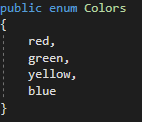 public enum Colors
{
    red,
    green,
    yellow,
    blue
}